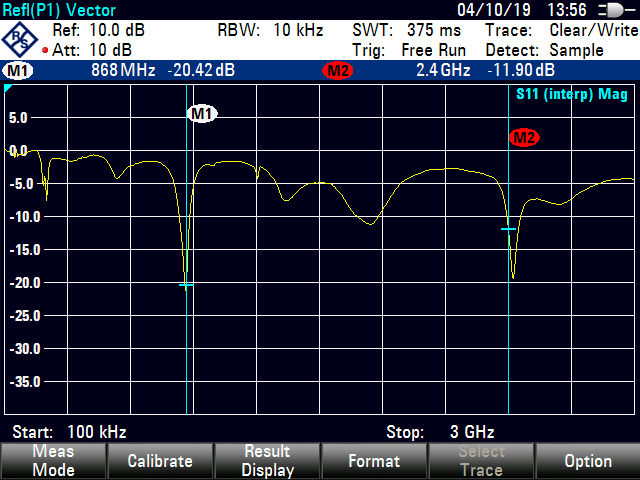 Refl(P1) Vector 04/10/19 13:56
R&S Ref: 10.0 dB RBW: 10 kHz SWT: 375 ms Trace: Clear/Write
Att: 10 dB Trig: Free Run Detect: Sample
M1 868 MHz -20.42 dB M2 2.4 GHz -11.90 dB
S11 (interp) Mag
M1
5.0
M2
0.0
-5.0
-10.0
-15.0
-20.0
-25.0
-30.0
-35.0
Start: 100 kHz Stop: 3 GHz
Meas Mode Calibrate Result Display Format Select Trace Option